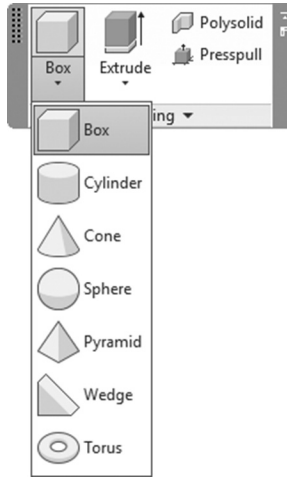 Polysolid
Presspull
Box
Extrude
ing
Box
Cylinder
Cone
Sphere
Pyramid
Wedge
Torus